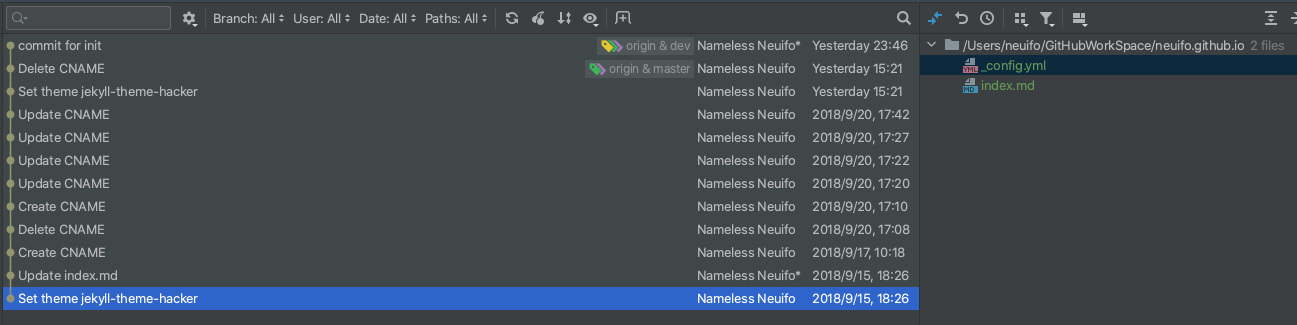 Branch: All User: All Date: All Paths: All
commit for init origin & dev Nameless Neuifo* Yesterday 23:46
Delete CNAME origin & master Nameless Neuifo Yesterday 15:21
Set theme jekyll-theme-hacker Nameless Neuifo Yesterday 15:21
Update CNAME Nameless Neuifo 2018/9/20, 17:42
Update CNAME Nameless Neuifo 2018/9/20, 17:27
Update CNAME Nameless Neuifo 2018/9/20, 17:22
Update CNAME Nameless Neuifo 2018/9/20, 17:20
Create CNAME Nameless Neuifo 2018/9/20, 17:10
Delete CNAME Nameless Neuifo 2018/9/20, 17:08
Create CNAME Nameless Neuifo 2018/9/17, 10:18
Update index.md Nameless Neuifo* 2018/9/15, 18:26
Set theme jekyll-theme-hacker Nameless Neuifo 2018/9/15, 18:26
/Users/neuifo/GitHubWorkSpace/neuifo.github.io 2 files
YML _config.yml
MD index.md